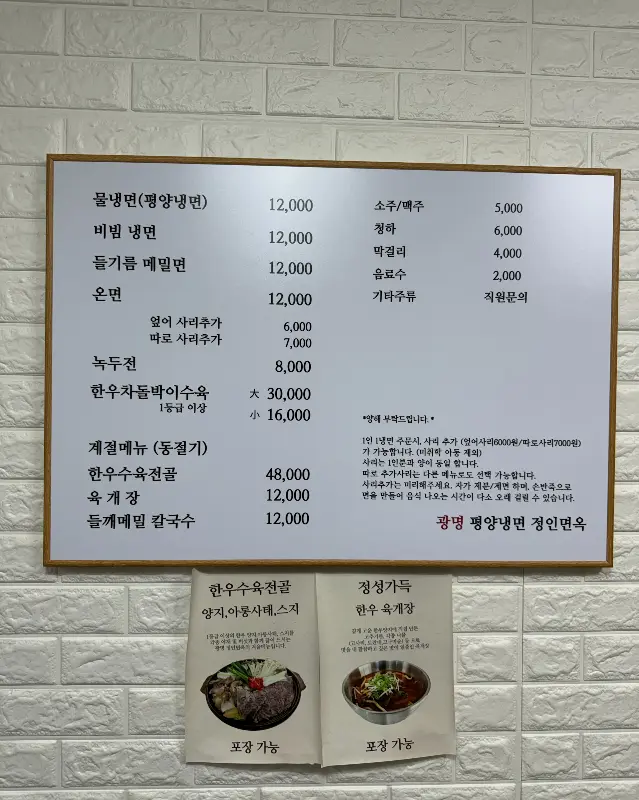 물냉면(평양냉면) 12,000
비빔 냉면 12,000
들기름 메밀면 12,000
온면 12,000
엎어 사리추가 6,000
따로 사리추가 7,000
녹두전 8,000
한우차돌박이수육 大 30,000
1등급 이상 小 16,000
계절메뉴 (동절기)
한우수육전골 48,000
육 개 장 12,000
들깨메밀 칼국수 12,000
소주/맥주 5,000
청하 6,000
막걸리 4,000
음료수 2,000
기타주류 직원문의
*양해 부탁드립니다. *
1인 1냉면 주문시, 사리 추가 (엎어사리6000원/따로사리7000원)
가 가능합니다. (미취학 아동 제외)
사리는 1인분과 양이 동일 합니다.
따로 추가사리는 다른 메뉴로도 선택 가능합니다.
사리추가는 미리해주세요. 자가 제분/제면 하며, 손반죽으로
면을 만들어 음식 나오는 시간이 다소 오래 걸릴 수 있습니다.
광명 평양냉면 정인면옥
한우수육전골
양지,아롱사태,스지
포장 가능
정성가득
한우 육개장
포장 가능